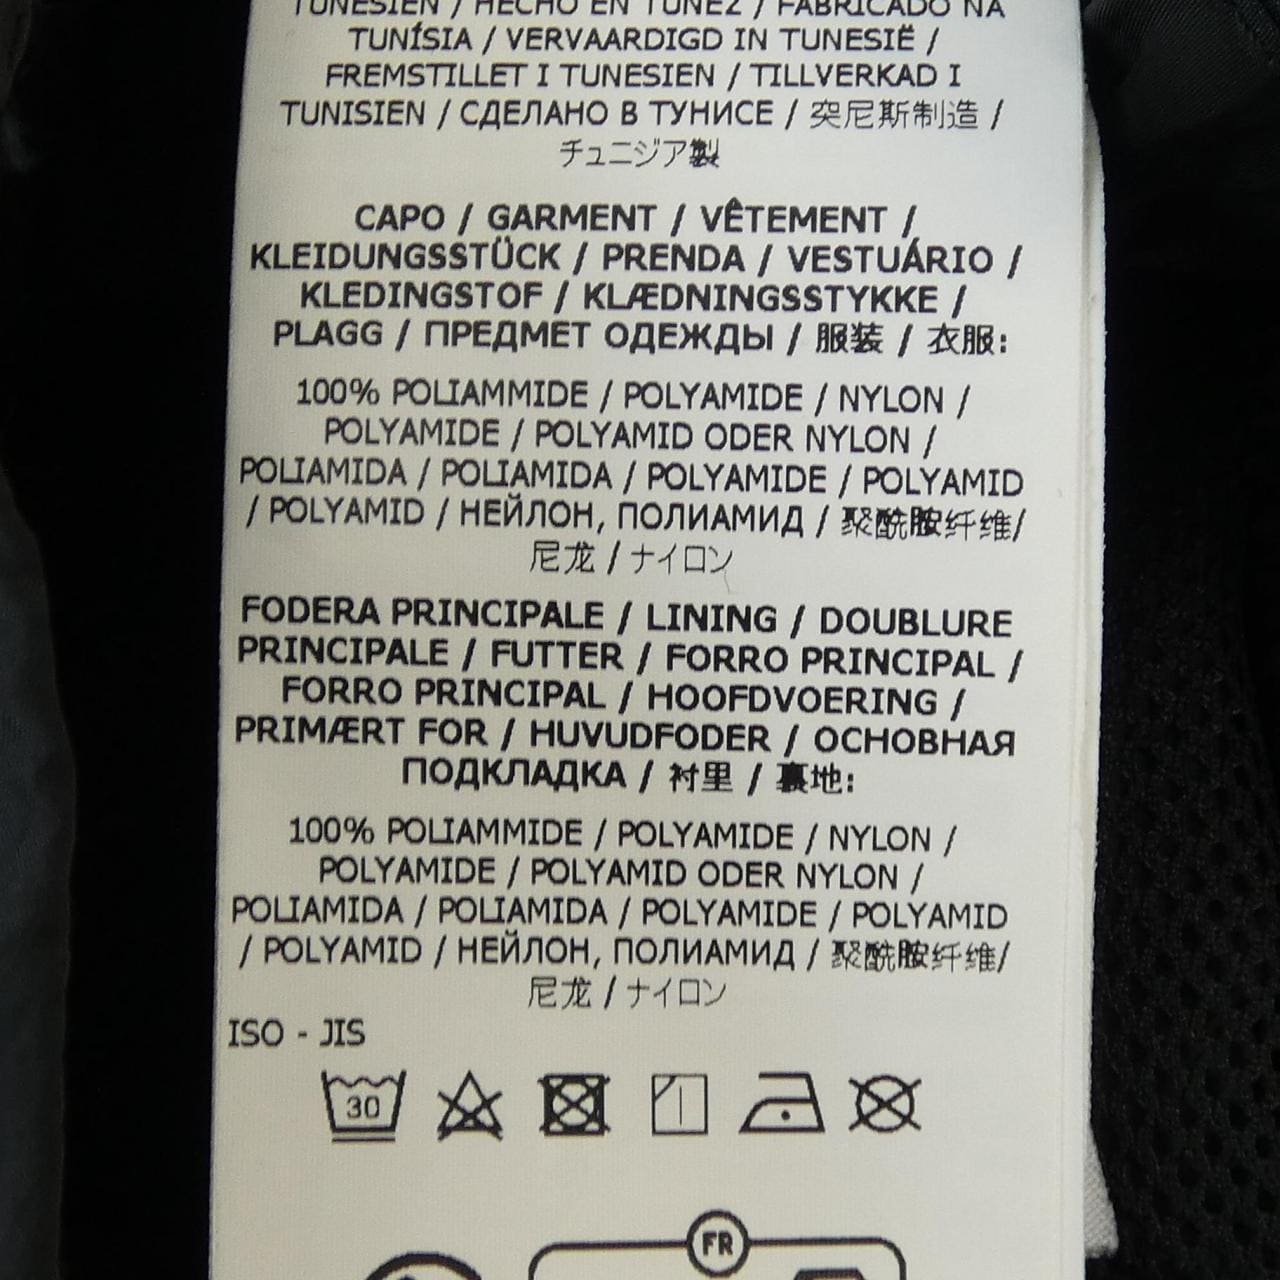 TUNESIEN / HECHO EN TÚNEZ / FABRICADO NA
TUNÍSIA / VERVAARDIGD IN TUNESIË /
FREMSTILLET I TUNESIEN / TILLVERKAD I
TUNISIEN / СДЕЛАНО В ТУНИСЕ / 突尼斯制造 /
チュニジア製
CAPO / GARMENT / VÊTEMENT /
KLEIDUNGSSTÜCK / PRENDA / VESTUÁRIO /
KLEDINGSTOF / KLÆDNINGSSTYKKE /
PLAGG / ПРЕДМЕТ ОДЕЖДЫ / 服装 / 衣服:
100% POLIAMMIDE / POLYAMIDE / NYLON /
POLYAMIDE / POLYAMID ODER NYLON /
POLIAMIDA / POLIAMIDA / POLYAMIDE / POLYAMID
/ POLYAMID / НЕЙЛОН, ПОЛИАМИД / 聚酰胺纤维/
尼龙 / ナイロン
FODERA PRINCIPALE / LINING / DOUBLURE
PRINCIPALE / FUTTER / FORRO PRINCIPAL /
FORRO PRINCIPAL / HOOFDVOERING /
PRIMÆRT FOR / HUVUDFODER / ОСНОВНАЯ
ПОДКЛАДКА / 衬里 / 裏地:
100% POLIAMMIDE / POLYAMIDE / NYLON /
POLYAMIDE / POLYAMID ODER NYLON /
POLIAMIDA / POLIAMIDA / POLYAMIDE / POLYAMID
/ POLYAMID / НЕЙЛОН, ПОЛИАМИД / 聚酰胺纤维/
尼龙 / ナイロン
ISO - JIS
30
FR